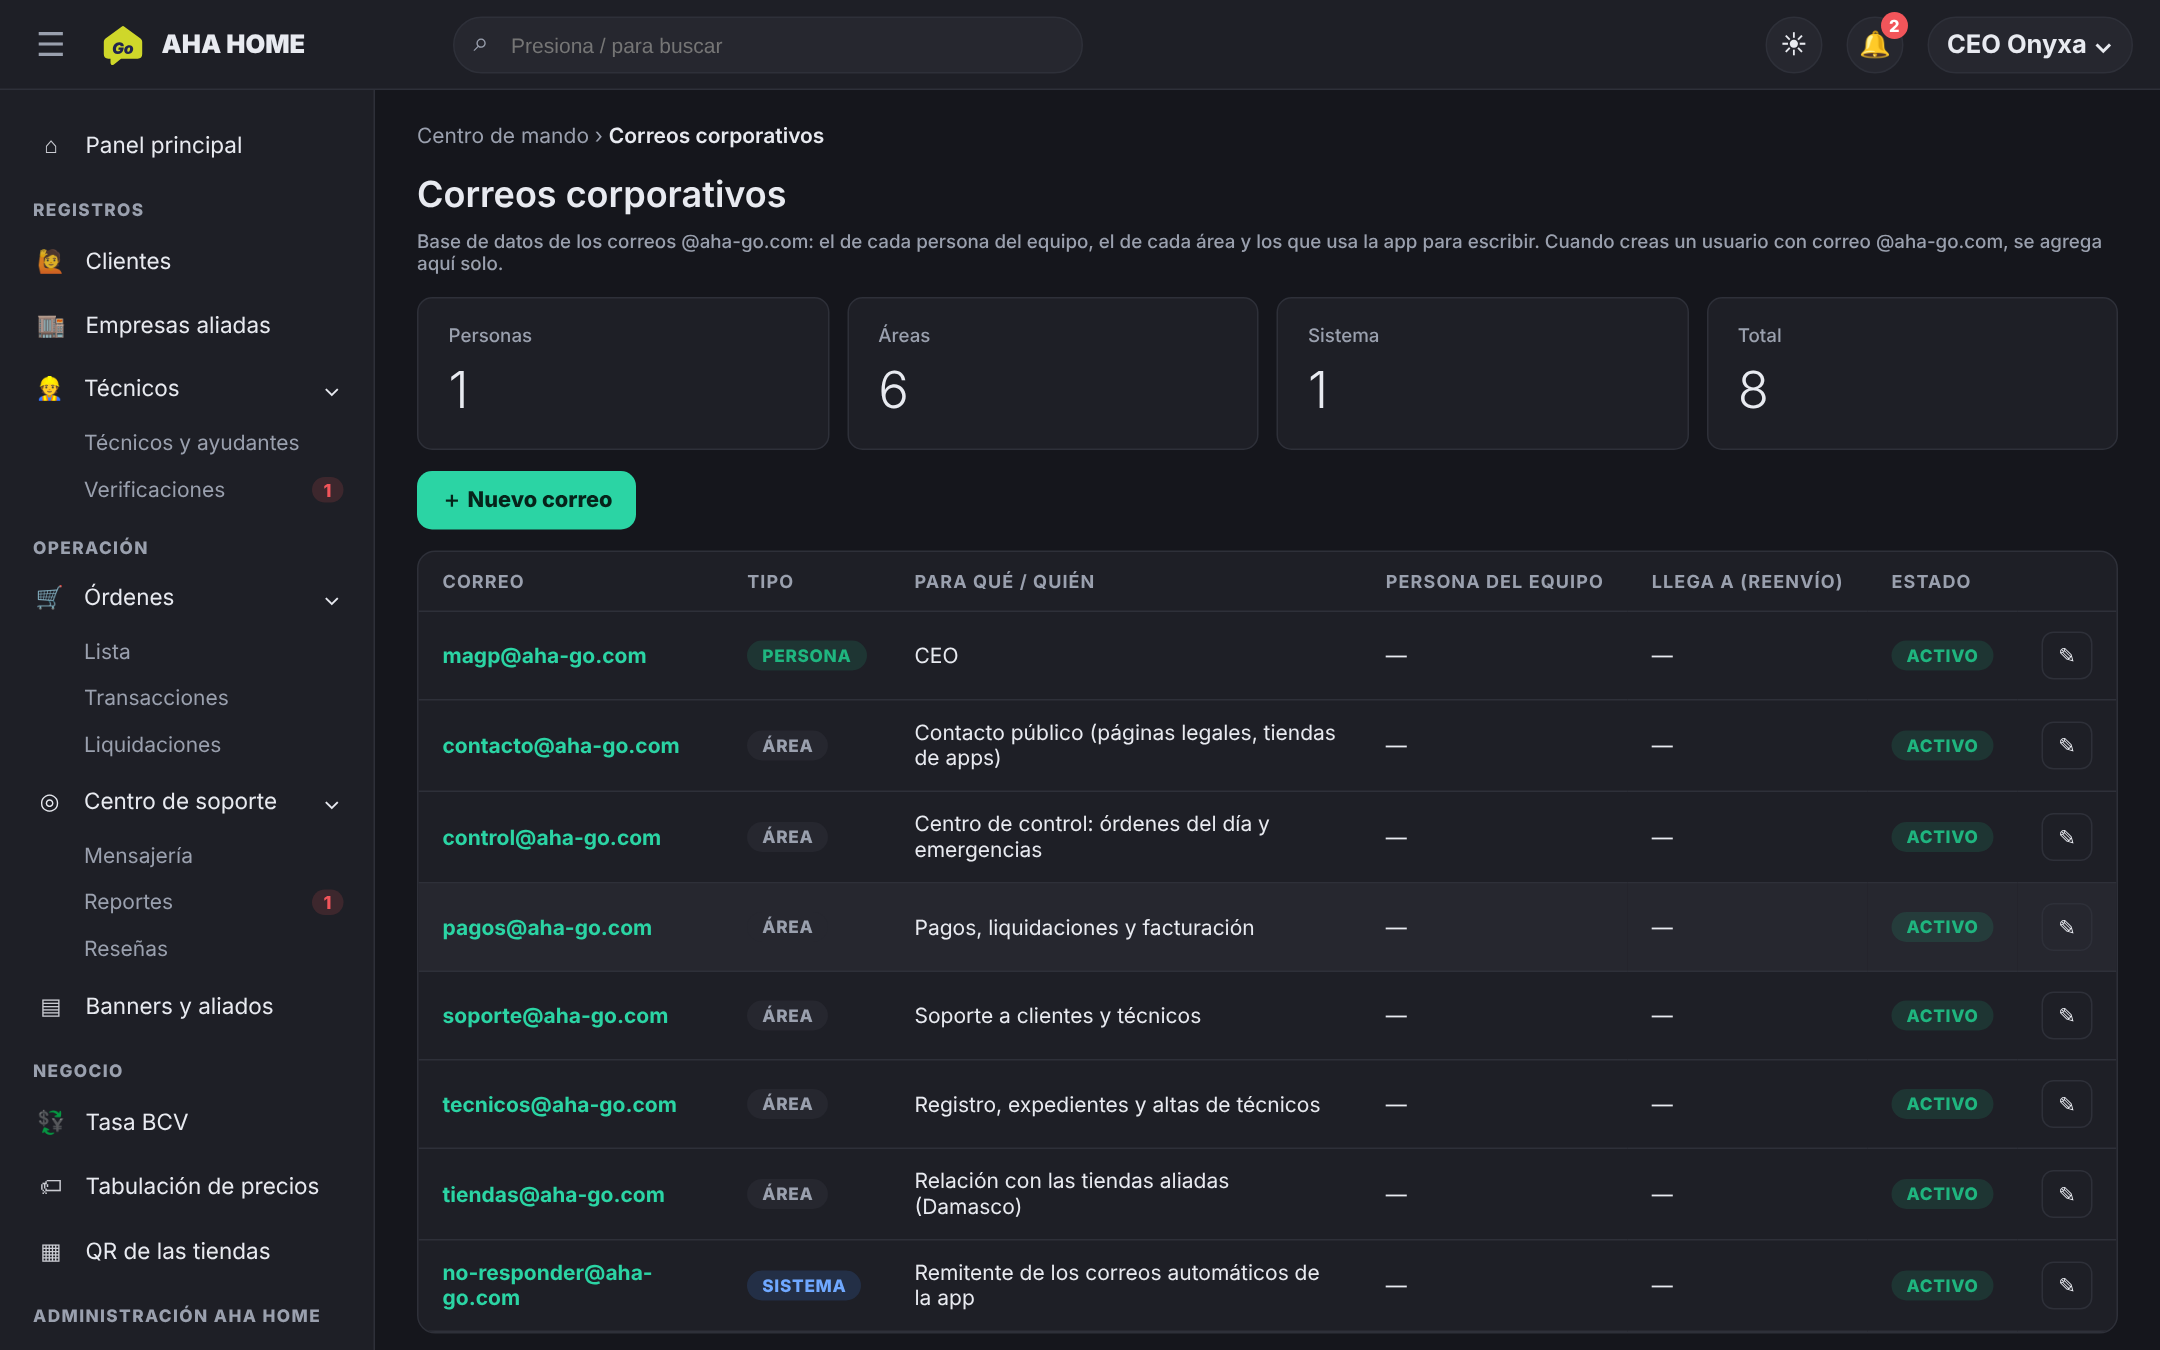 Go AHA HOME
Presiona / para buscar
2
CEO Onyxa
Panel principal
REGISTROS
Clientes
Empresas aliadas
Técnicos
Técnicos y ayudantes
Verificaciones 1
OPERACIÓN
Órdenes
Lista
Transacciones
Liquidaciones
Centro de soporte
Mensajería
Reportes 1
Reseñas
Banners y aliados
NEGOCIO
Tasa BCV
Tabulación de precios
QR de las tiendas
ADMINISTRACIÓN AHA HOME
Centro de mando › Correos corporativos
Correos corporativos
Base de datos de los correos @aha-go.com: el de cada persona del equipo, el de cada área y los que usa la app para escribir. Cuando creas un usuario con correo @aha-go.com, se agrega
aquí solo.
Personas
1
Áreas
6
Sistema
1
Total
8
+ Nuevo correo
CORREO TIPO PARA QUÉ / QUIÉN PERSONA DEL EQUIPO LLEGA A (REENVÍO) ESTADO
magp@aha-go.com PERSONA CEO — — ACTIVO
contacto@aha-go.com ÁREA Contacto público (páginas legales, tiendas
de apps) — — ACTIVO
control@aha-go.com ÁREA Centro de control: órdenes del día y
emergencias — — ACTIVO
pagos@aha-go.com ÁREA Pagos, liquidaciones y facturación — — ACTIVO
soporte@aha-go.com ÁREA Soporte a clientes y técnicos — — ACTIVO
tecnicos@aha-go.com ÁREA Registro, expedientes y altas de técnicos — — ACTIVO
tiendas@aha-go.com ÁREA Relación con las tiendas aliadas
(Damasco) — — ACTIVO
no-responder@aha-
go.com SISTEMA Remitente de los correos automáticos de
la app — — ACTIVO